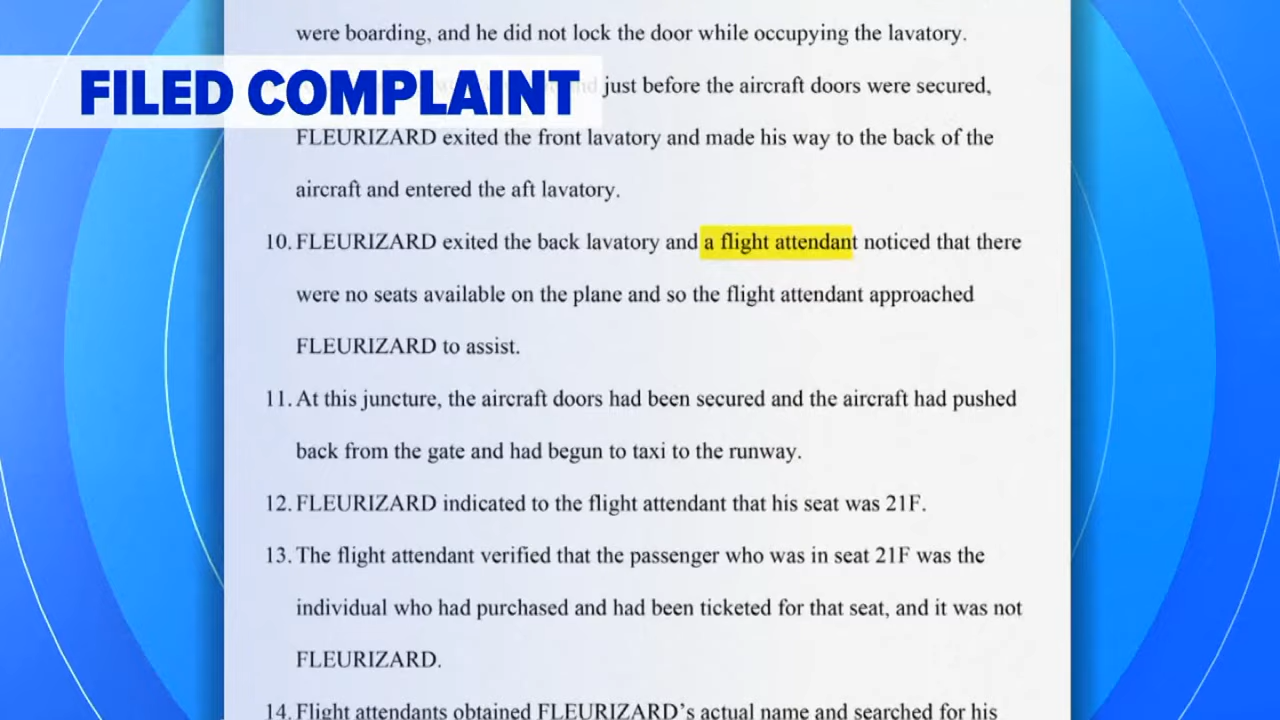 were boarding, and he did not lock the door while occupying the lavatory.
FILED COMPLAINT
just before the aircraft doors were secured,
FLEURIZARD exited the front lavatory and made his way to the back of the
aircraft and entered the aft lavatory.
10. FLEURIZARD exited the back lavatory and a flight attendant noticed that there
were no seats available on the plane and so the flight attendant approached
FLEURIZARD to assist.
11. At this juncture, the aircraft doors had been secured and the aircraft had pushed
back from the gate and had begun to taxi to the runway.
12. FLEURIZARD indicated to the flight attendant that his seat was 21F.
13. The flight attendant verified that the passenger who was in seat 21F was the
individual who had purchased and had been ticketed for that seat, and it was not
FLEURIZARD.
14. Flight attendants obtained FLEURIZARD’s actual name and searched for his